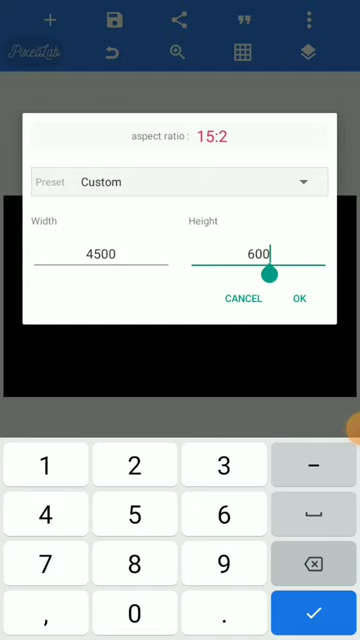 PixelLab
aspect ratio : 15:2
Preset Custom
Width Height
4500 600
CANCEL OK
1 2 3 –
4 5 6
7 8 9
, 0 .